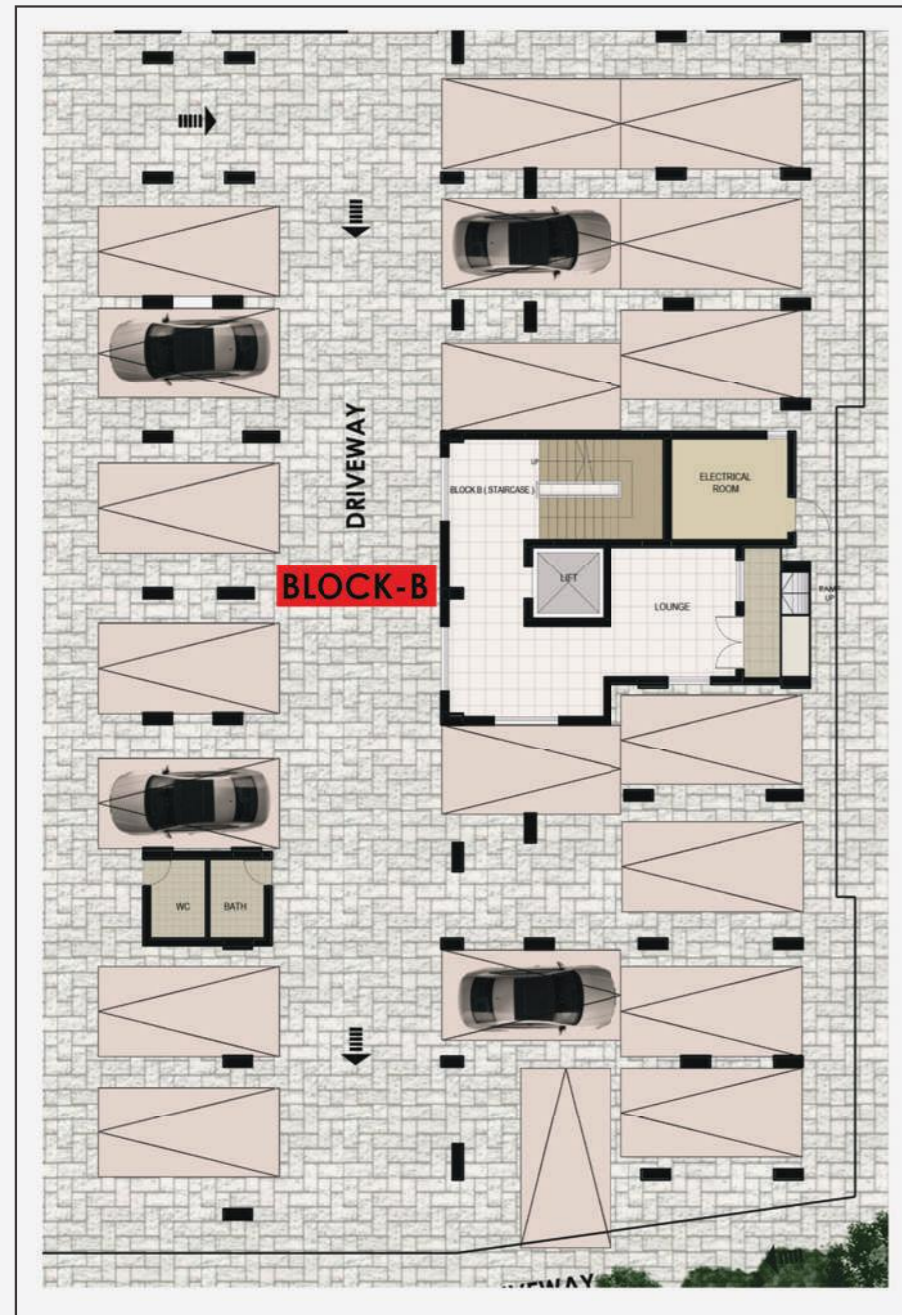 DRIVEWAY
BLOCK-B
UP
BLOCK B ( STAIRCASE )
ELECTRICAL
ROOM
LIFT
LOUNGE
RAMP
UP
WC
BATH